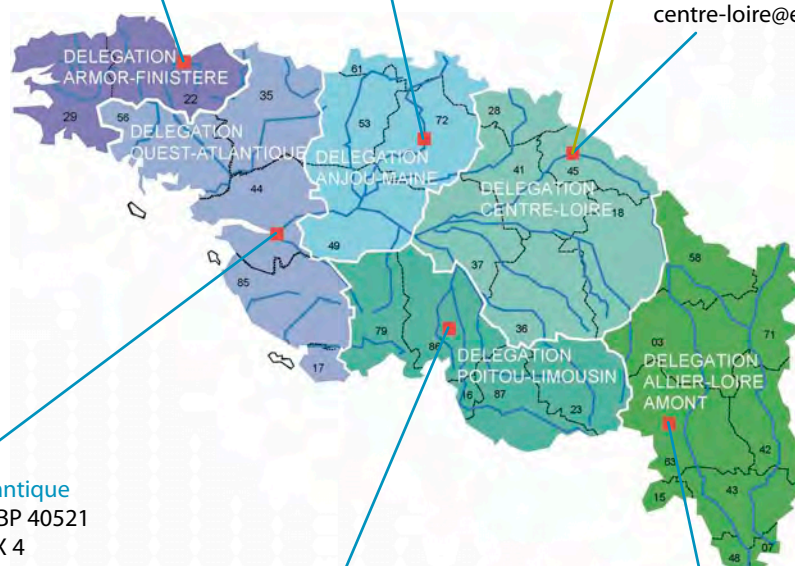 centre-loire@e
DELEGATION
ARMOR-FINISTERE
61
35
22
72
28
29
56
53
DELEGATION
OUEST-ATLANTIQUE
DELEGATION
ANJOU-MAINE
41
45
44
DELEGATION
CENTRE-LOIRE
18
49
58
37
85
79
36
71
86
03
DELEGATION
POITOU-LIMOUSIN
DELEGATION
ALLIER-LOIRE
AMONT
17
16
87
23
42
63
antique
BP 40521
X 4
15
43
48
07